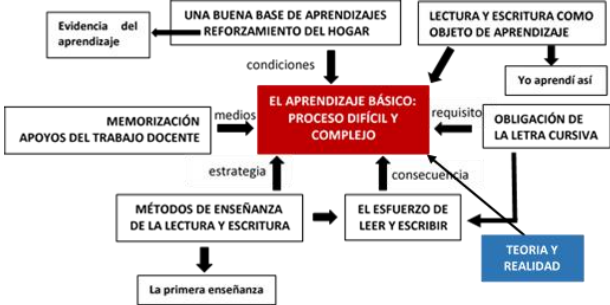 UNA BUENA BASE DE APRENDIZAJES
REFORZAMIENTO DEL HOGAR
LECTURA Y ESCRITURA COMO
OBJETO DE APRENDIZAJE
Evidencia del
aprendizaje
condiciones
Yo aprendí así
EL APRENDIZAJE BÁSICO:
PROCESO DIFÍCIL Y
COMPLEJO
MEMORIZACIÓN
APOYOS DEL TRABAJO DOCENTE
medios
requisito
OBLIGACIÓN DE
LA LETRA CURSIVA
estrategia
consecuencia
MÉTODOS DE ENSEÑANZA
DE LA LECTURA Y ESCRITURA
EL ESFUERZO DE
LEER Y ESCRIBIR
TEORIA Y
REALIDAD
La primera enseñanza